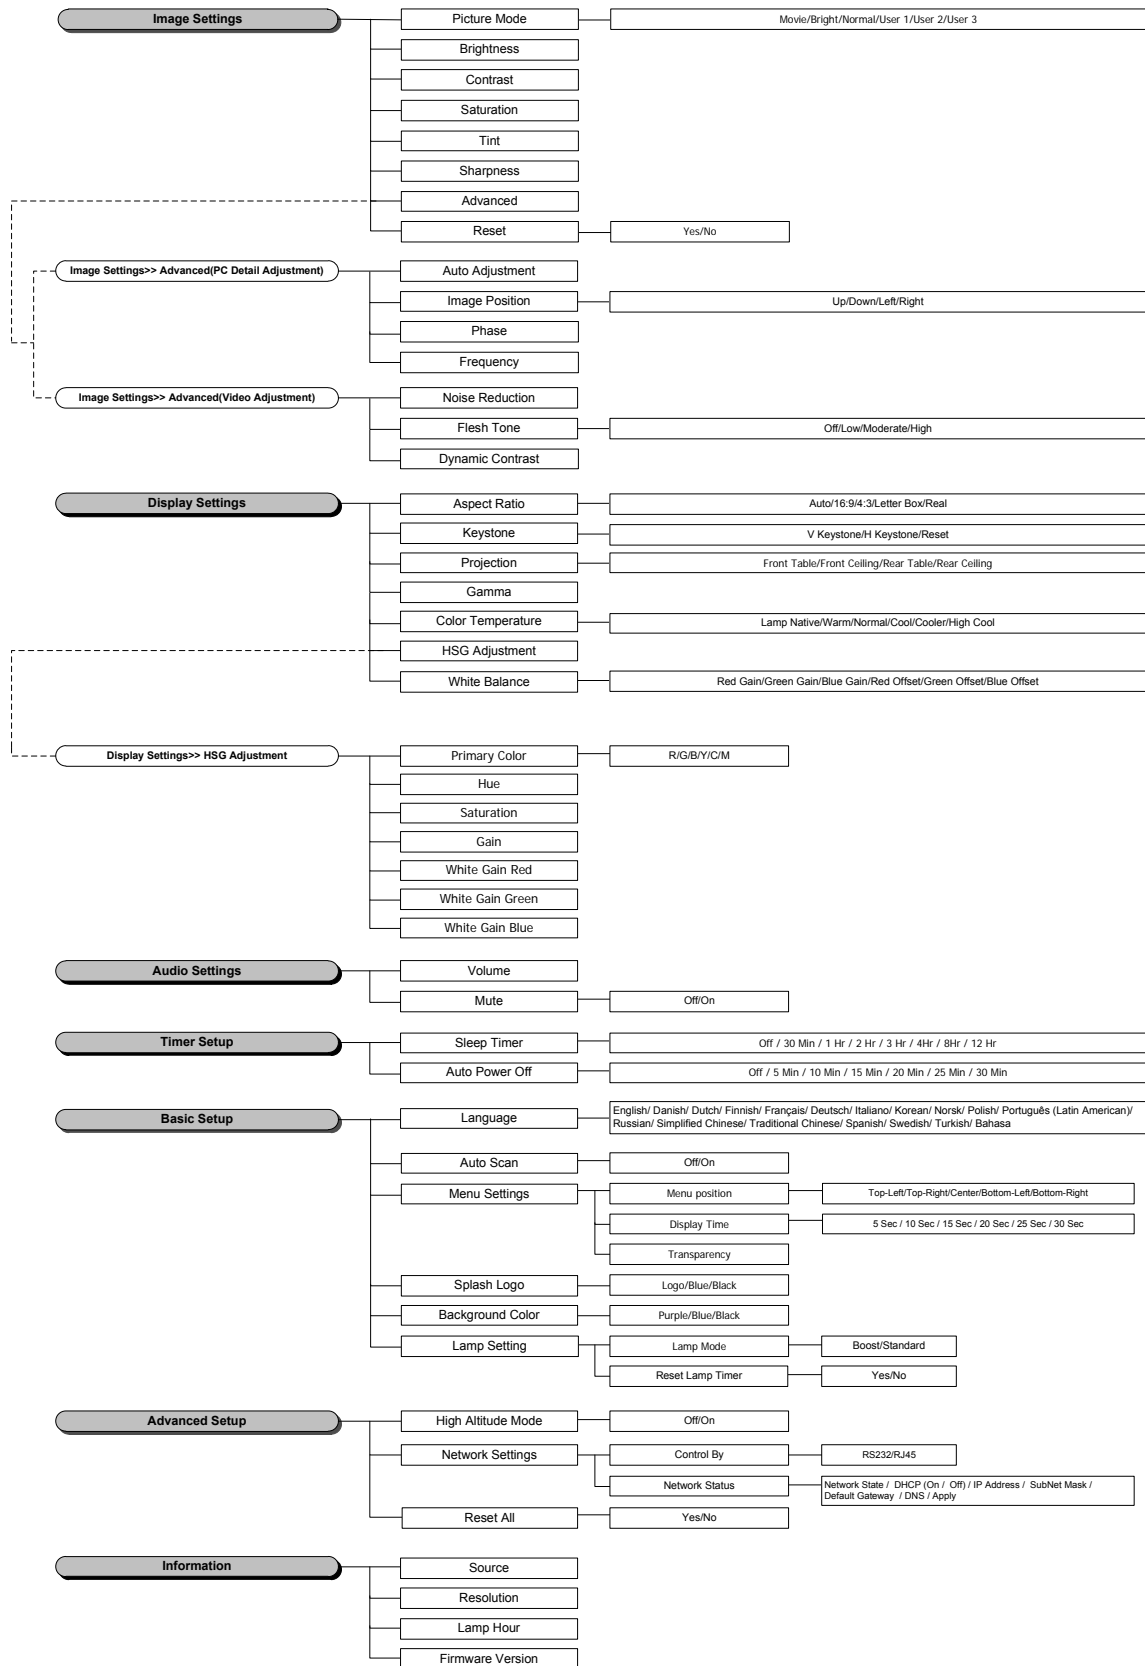 Image Settings
Picture Mode
Movie/Bright/Normal/User 1/User 2/User 3
Brightness
Contrast
Saturation
Tint
Sharpness
Advanced
Reset
Yes/No
Image Settings>> Advanced(PC Detail Adjustment)
Auto Adjustment
Image Position
Up/Down/Left/Right
Phase
Frequency
Image Settings>> Advanced(Video Adjustment)
Noise Reduction
Flesh Tone
Off/Low/Moderate/High
Dynamic Contrast
Display Settings
Aspect Ratio
Auto/16:9/4:3/Letter Box/Real
Keystone
V Keystone/H Keystone/Reset
Projection
Front Table/Front Ceiling/Rear Table/Rear Ceiling
Gamma
Color Temperature
Lamp Native/Warm/Normal/Cool/Cooler/High Cool
HSG Adjustment
White Balance
Red Gain/Green Gain/Blue Gain/Red Offset/Green Offset/Blue Offset
Display Settings>> HSG Adjustment
Primary Color
R/G/B/Y/C/M
Hue
Saturation
Gain
White Gain Red
White Gain Green
White Gain Blue
Audio Settings
Volume
Mute
Off/On
Timer Setup
Sleep Timer
Off / 30 Min / 1 Hr / 2 Hr / 3 Hr / 4Hr / 8Hr / 12 Hr
Auto Power Off
Off / 5 Min / 10 Min / 15 Min / 20 Min / 25 Min / 30 Min
Basic Setup
Language
English/ Danish/ Dutch/ Finnish/ Français/ Deutsch/ Italiano/ Korean/ Norsk/ Polish/ Português (Latin American)/
Russian/ Simplified Chinese/ Traditional Chinese/ Spanish/ Swedish/ Turkish/ Bahasa
Auto Scan
Off/On
Menu Settings
Menu position
Top-Left/Top-Right/Center/Bottom-Left/Bottom-Right
Display Time
5 Sec / 10 Sec / 15 Sec / 20 Sec / 25 Sec / 30 Sec
Transparency
Splash Logo
Logo/Blue/Black
Background Color
Purple/Blue/Black
Lamp Setting
Lamp Mode
Boost/Standard
Reset Lamp Timer
Yes/No
Advanced Setup
High Altitude Mode
Off/On
Network Settings
Control By
RS232/RJ45
Network Status
Network State / DHCP (On / Off) / IP Address / SubNet Mask /
Default Gateway / DNS / Apply
Reset All
Yes/No
Information
Source
Resolution
Lamp Hour
Firmware Version